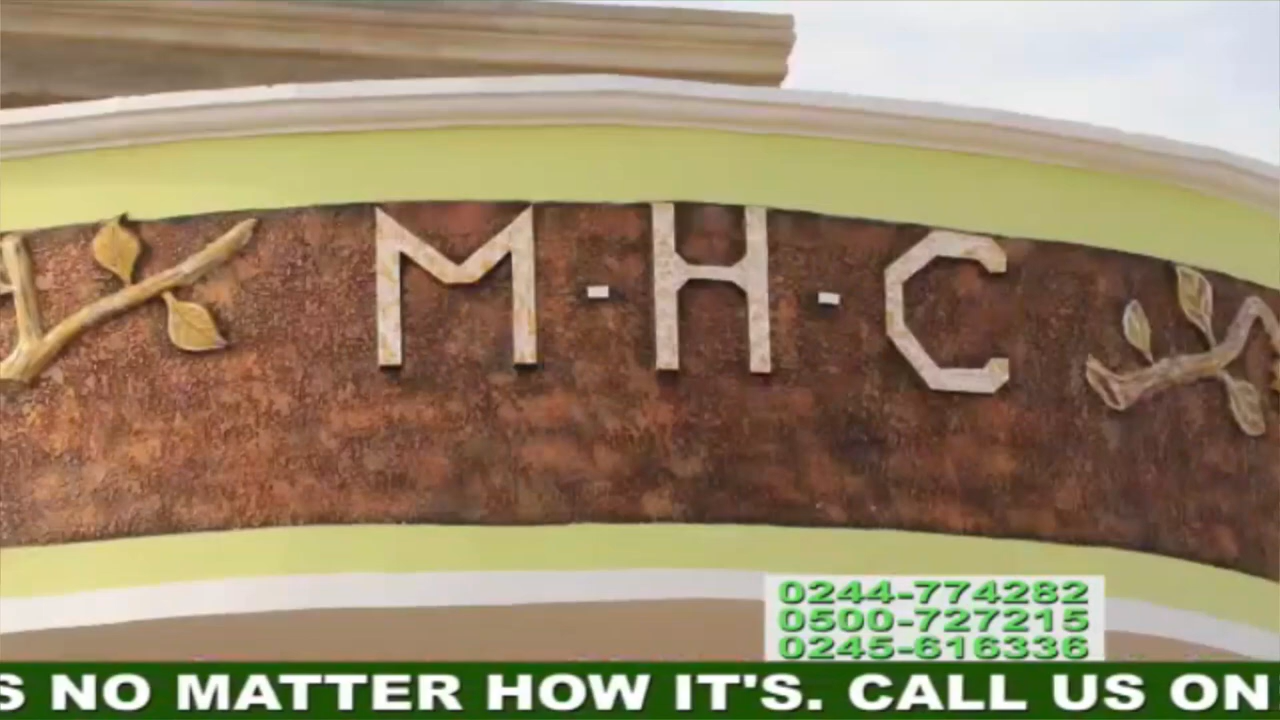 M-H-C
0244-774282
0500-727215
0245-616336
S NO MATTER HOW IT'S. CALL US ON